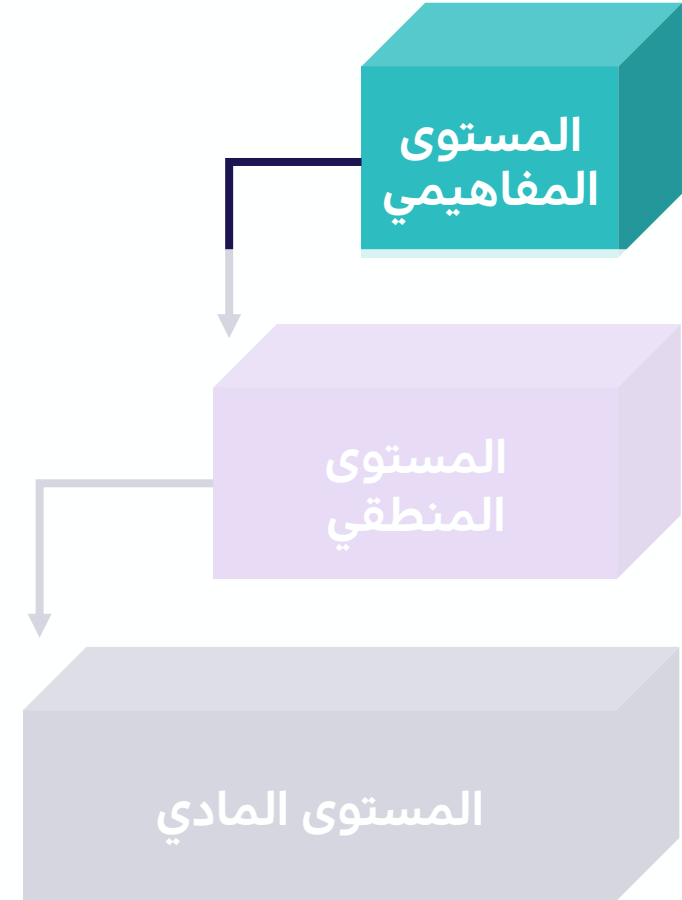 المستوى
المفاهيمي
المستوى
المنطقي
المستوى المادي